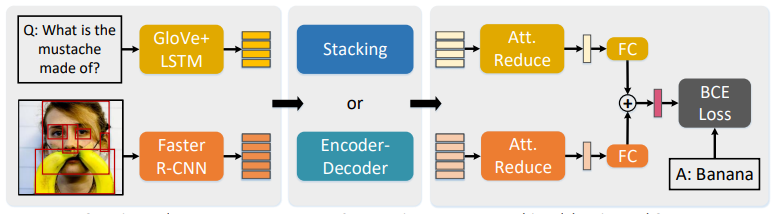 Q: What is the
mustache
made of?
GloVe+
LSTM
Faster
R-CNN
Stacking
or
Encoder-
Decoder
Att.
Reduce
FC
Att.
Reduce
FC
+
BCE
Loss
A: Banana